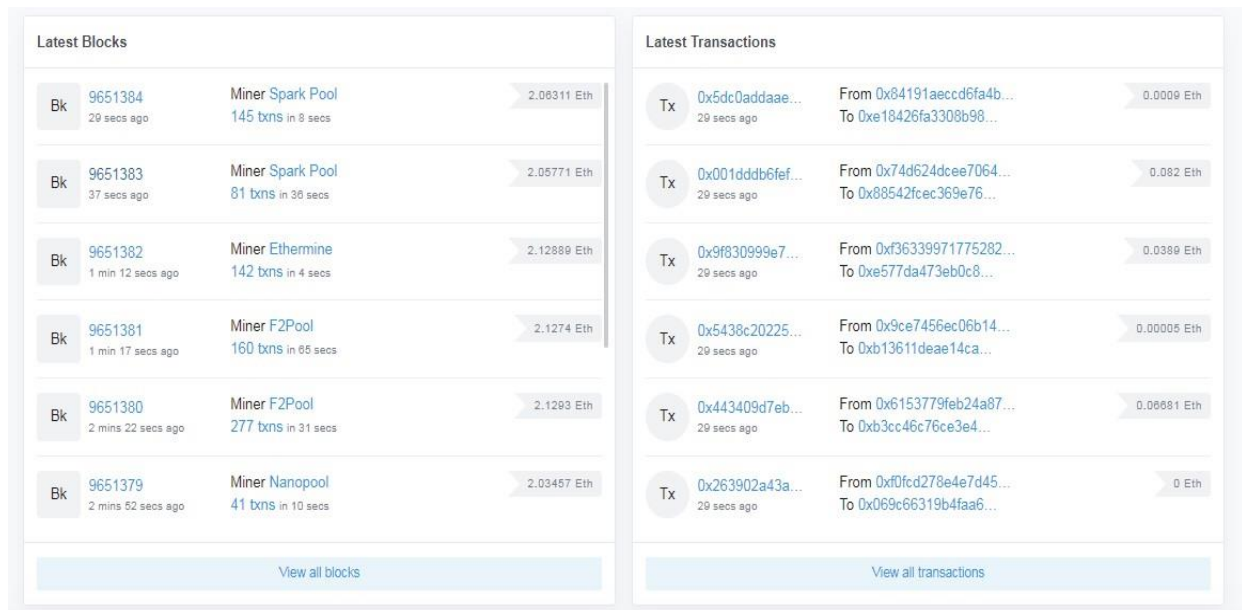 Latest Blocks
Bk
9651384
29 secs ago
Miner Spark Pool
145 txns in 8 secs
2.06311 Eth
Bk
9651383
37 secs ago
Miner Spark Pool
81 txns in 36 secs
2.05771 Eth
Bk
9651382
1 min 12 secs ago
Miner Ethermine
142 txns in 4 secs
2.12889 Eth
Bk
9651381
1 min 17 secs ago
Miner F2Pool
160 txns in 65 secs
2.1274 Eth
Bk
9651380
2 mins 22 secs ago
Miner F2Pool
277 txns in 31 secs
2.1293 Eth
Bk
9651379
2 mins 52 secs ago
Miner Nanopool
41 txns in 10 secs
2.03457 Eth
View all blocks
Latest Transactions
Tx
0x5dc0addaae...
29 secs ago
From 0x84191aeccd6fa4b...
To 0xe18426fa3308b98...
0.0009 Eth
Tx
0x001dddb6fef...
29 secs ago
From 0x74d624dcee7064...
To 0x88542fcec369e76...
0.082 Eth
Tx
0x9f830999e7...
29 secs ago
From 0xf36339971775282...
To 0xe577da473eb0c8...
0.0389 Eth
Tx
0x5438c20225...
29 secs ago
From 0x9ce7456ec06b14...
To 0xb13611deae14ca...
0.00005 Eth
Tx
0x443409d7eb...
29 secs ago
From 0x6153779feb24a87...
To 0xb3cc46c76ce3e4...
0.06681 Eth
Tx
0x263902a43a...
29 secs ago
From 0xf0fcd278e4e7d45...
To 0x069c66319b4faa6...
0 Eth
View all transactions